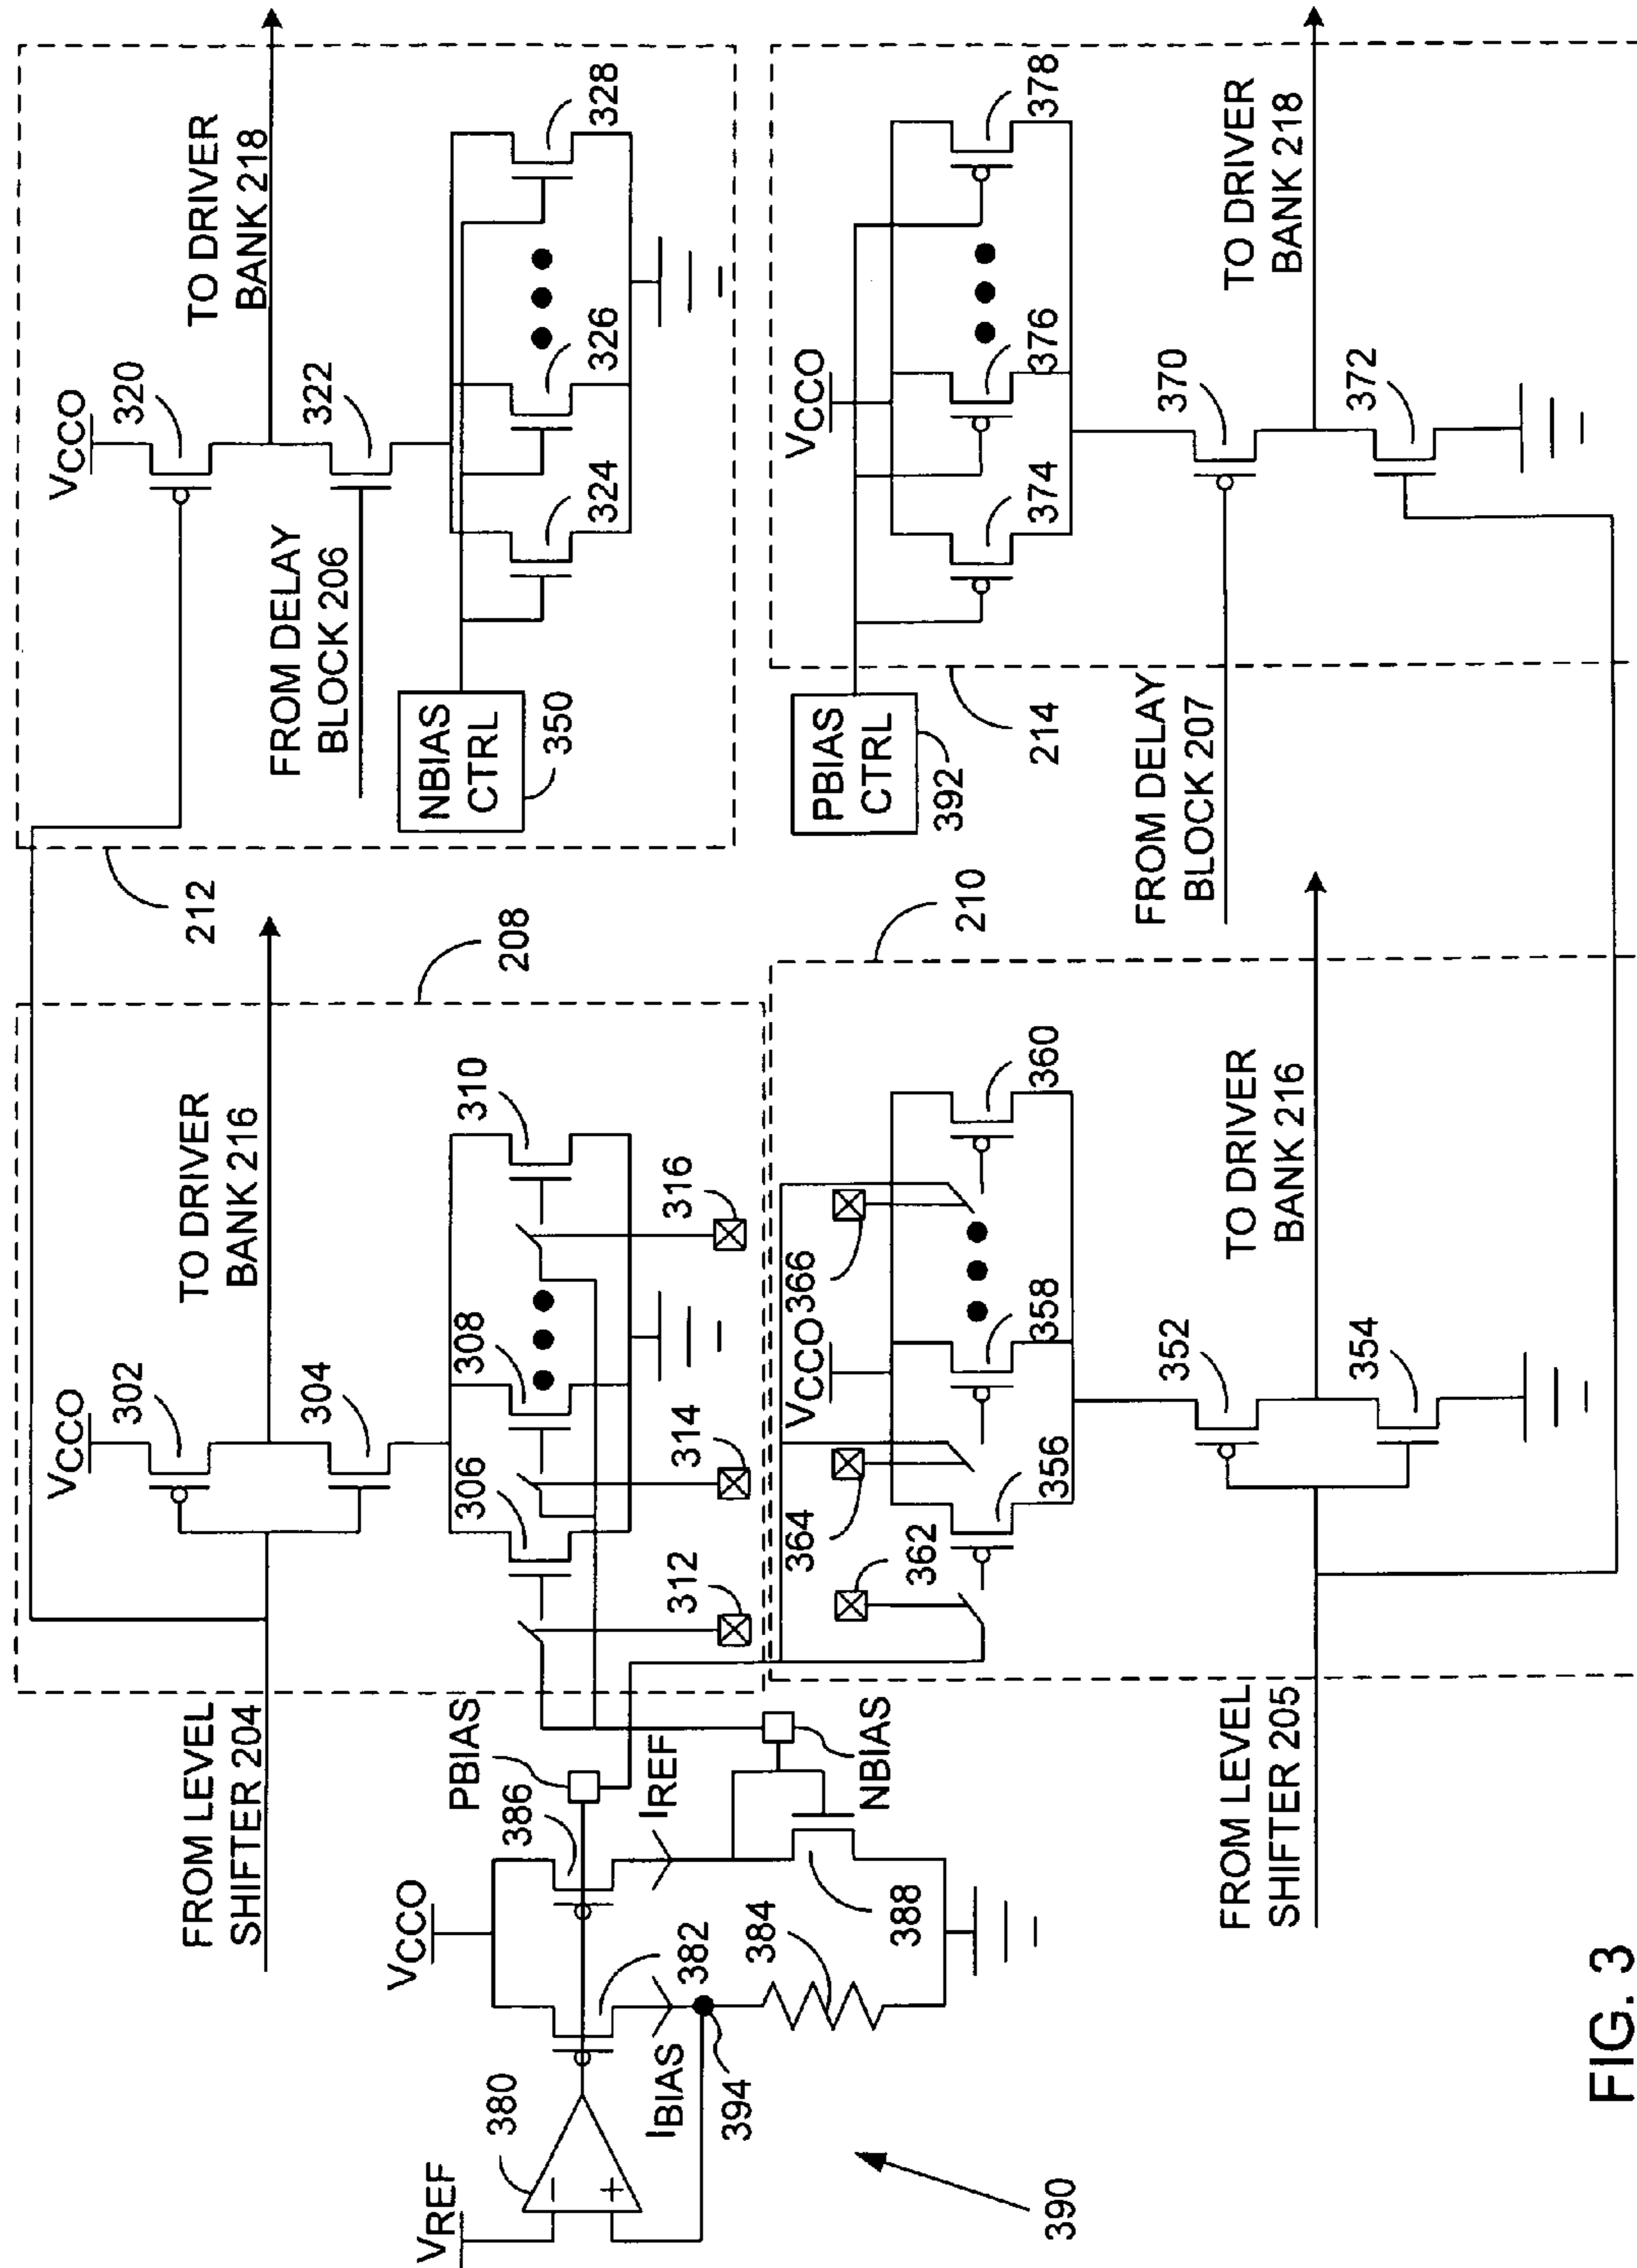 VCCO
320
TO DRIVER
BANK 218
322
FROM DELAY
BLOCK 206
324
326
328
NBIAS
CTRL
350
212
VCCO
374
376
378
PBIAS
CTRL
392
370
TO DRIVER
BANK 218
372
FROM DELAY
BLOCK 207
214
208
VCCO
302
TO DRIVER
BANK 216
304
306
308
310
312
314
316
FROM LEVEL
SHIFTER 204
210
VCCO
362
364
366
356
358
360
352
TO DRIVER
BANK 216
354
FROM LEVEL
SHIFTER 205
VREF
380
VCCO
382
386
PBIAS
IBIAS
IREF
394
384
388
NBIAS
390
FIG. 3